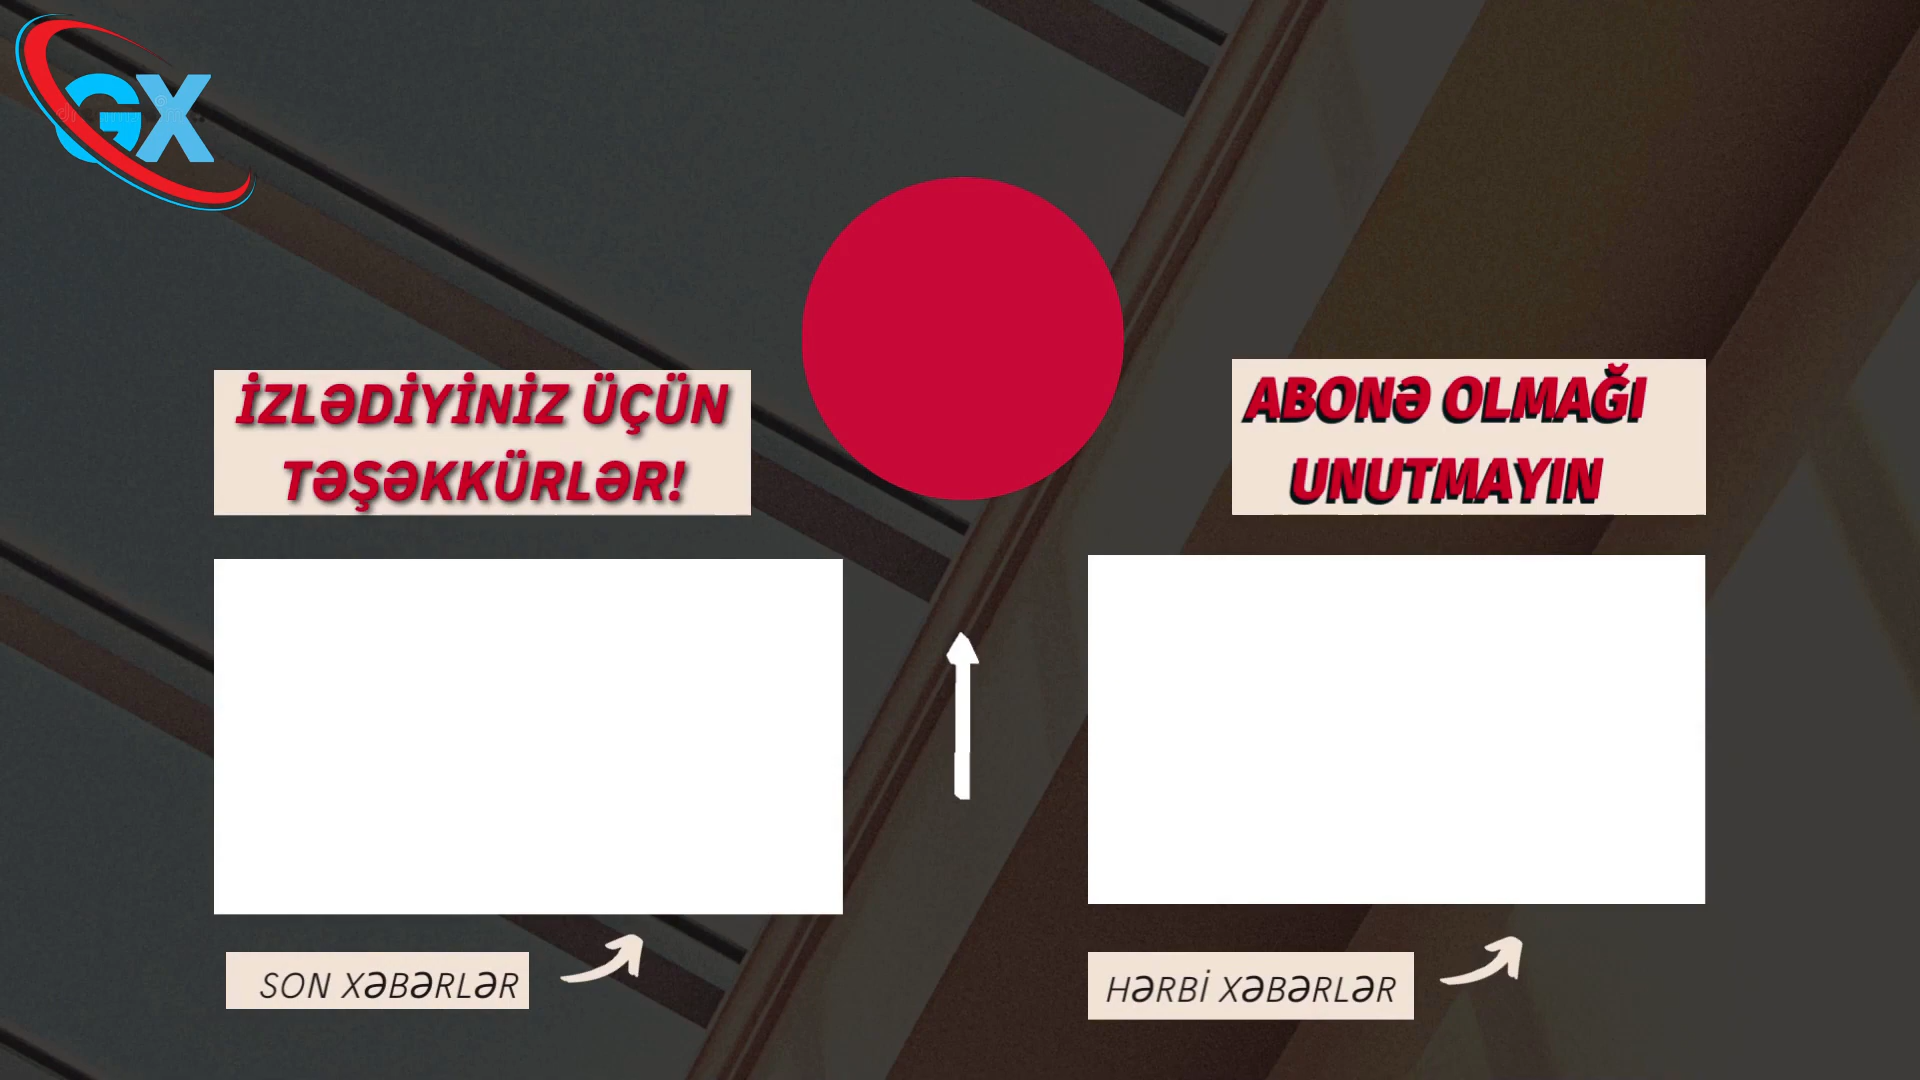 GX
İZLƏDİYİNİZ ÜÇÜN
TƏŞƏKKÜRLƏR!
ABONƏ OLMAĞI
UNUTMAYIN
SON XƏBƏRLƏR
HƏRBİ XƏBƏRLƏR